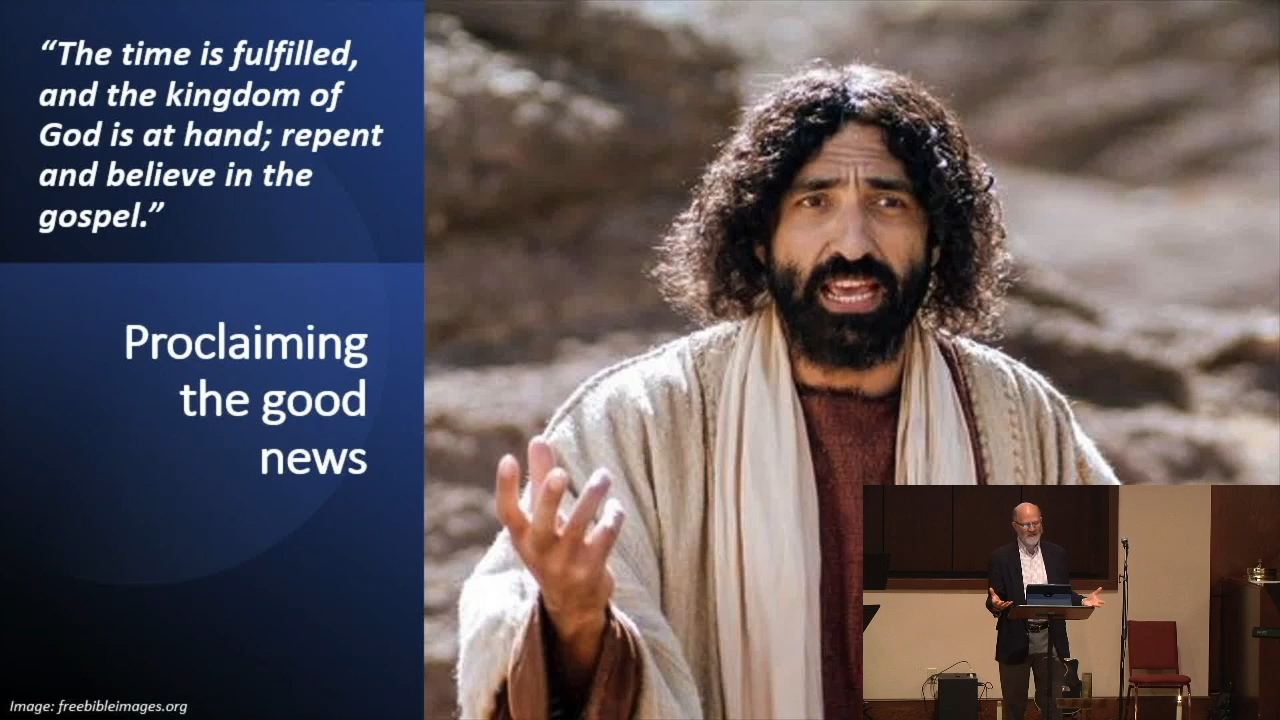 “The time is fulfilled,
and the kingdom of
God is at hand; repent
and believe in the
gospel.”
Proclaiming
the good
news
Image: freebibleimages.org